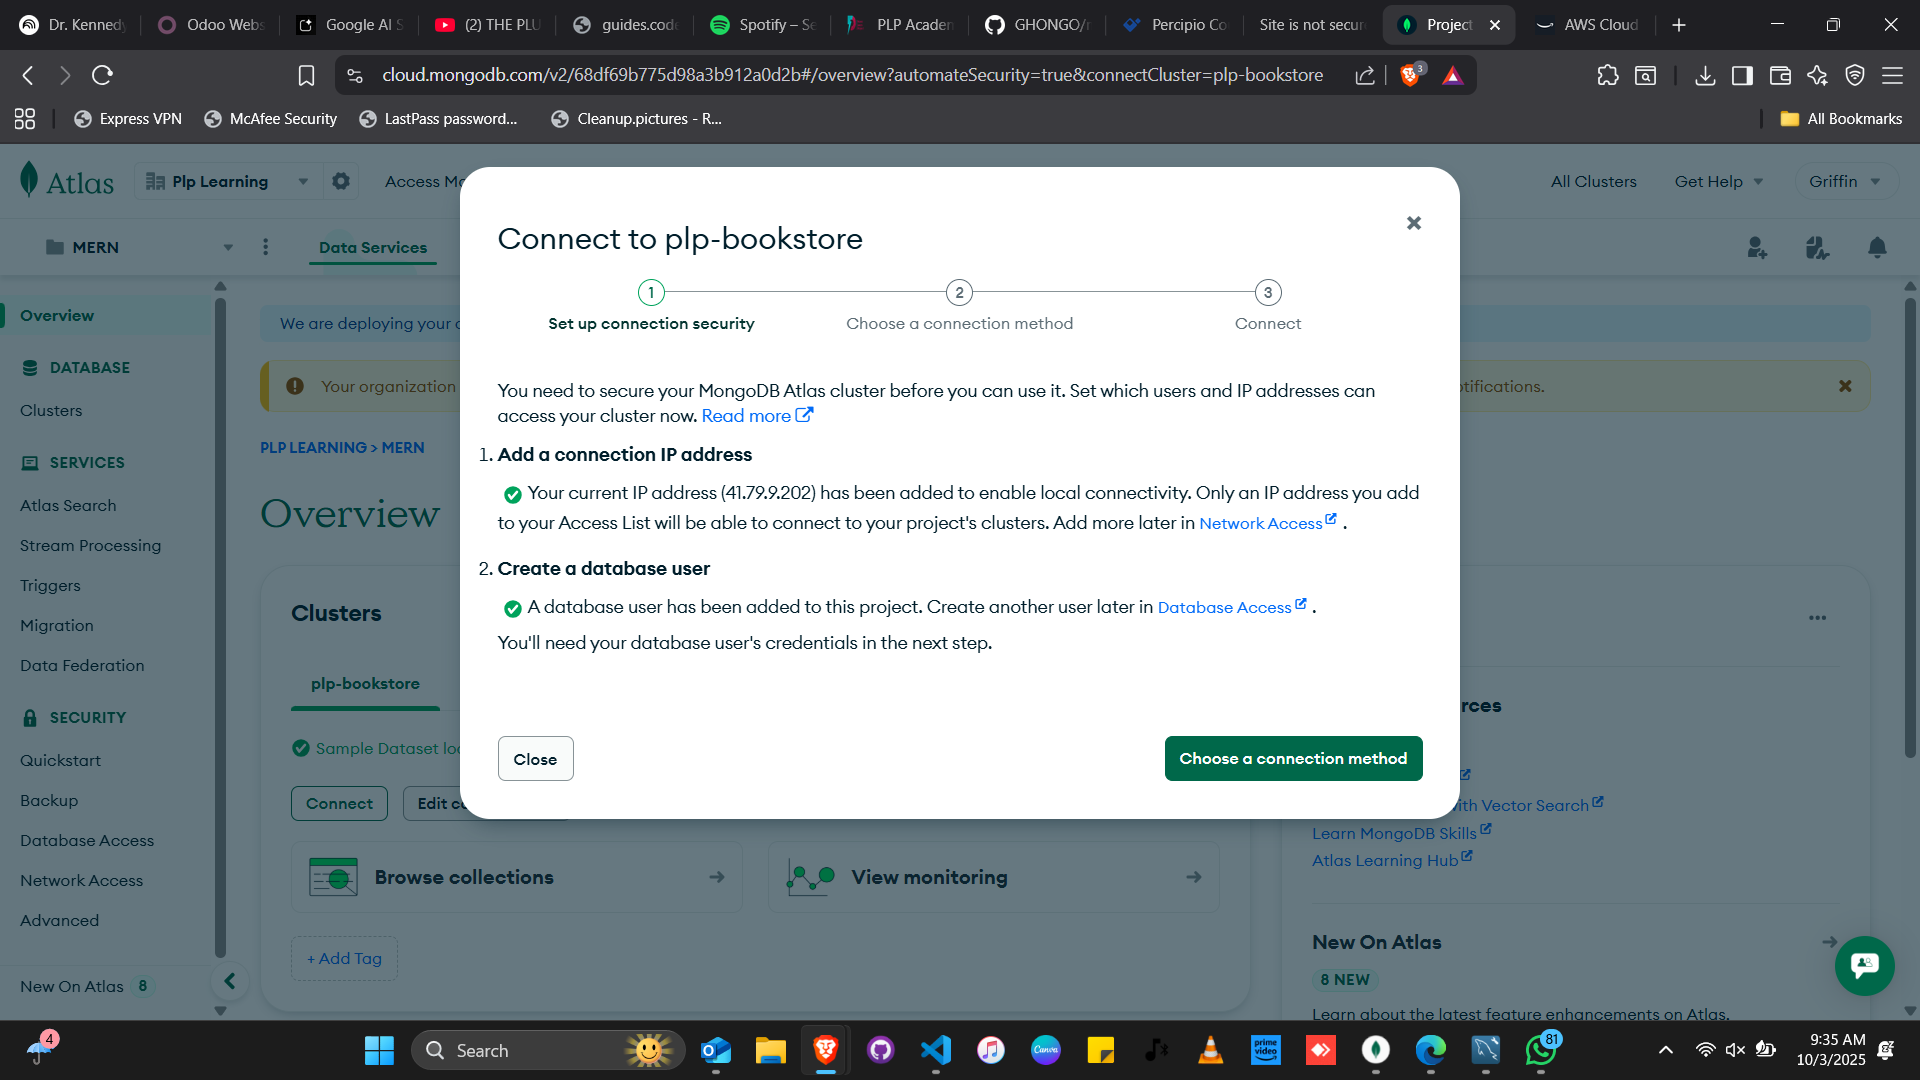 Dr. Kennedy
Odoo Webs
Google AI S
(2) THE PLU
guides.code
Spotify – Se
PLP Academ
GHONGO/r
Percipio Co
Site is not secure
Project
AWS Cloud
cloud.mongodb.com/v2/68df69b775d98a3b912a0d2b#/overview?automateSecurity=true&connectCluster=plp-bookstore
3
Express VPN
McAfee Security
LastPass password...
Cleanup.pictures - R...
All Bookmarks
Atlas
Plp Learning
Access Ma
All Clusters
Get Help
Griffin
MERN
Data Services
Overview
DATABASE
Clusters
SERVICES
Atlas Search
Stream Processing
Triggers
Migration
Data Federation
SECURITY
Quickstart
Backup
Database Access
Network Access
Advanced
New On Atlas 8
We are deploying your c
Your organization
otifications.
PLP LEARNING > MERN
Overview
Clusters
plp-bookstore
Sample Dataset loa
Connect
Edit co
Browse collections
View monitoring
+ Add Tag
Connect to plp-bookstore
1
2
3
Set up connection security
Choose a connection method
Connect
You need to secure your MongoDB Atlas cluster before you can use it. Set which users and IP addresses can
access your cluster now. Read more
1. Add a connection IP address
Your current IP address (41.79.9.202) has been added to enable local connectivity. Only an IP address you add
to your Access List will be able to connect to your project's clusters. Add more later in Network Access .
2. Create a database user
A database user has been added to this project. Create another user later in Database Access .
You'll need your database user's credentials in the next step.
Close
Choose a connection method
rces
ith Vector Search
Learn MongoDB Skills
Atlas Learning Hub
New On Atlas
8 NEW
Learn about the latest feature enhancements on Atlas.
4
Search
Canva
prime video
81
9:35 AM
10/3/2025